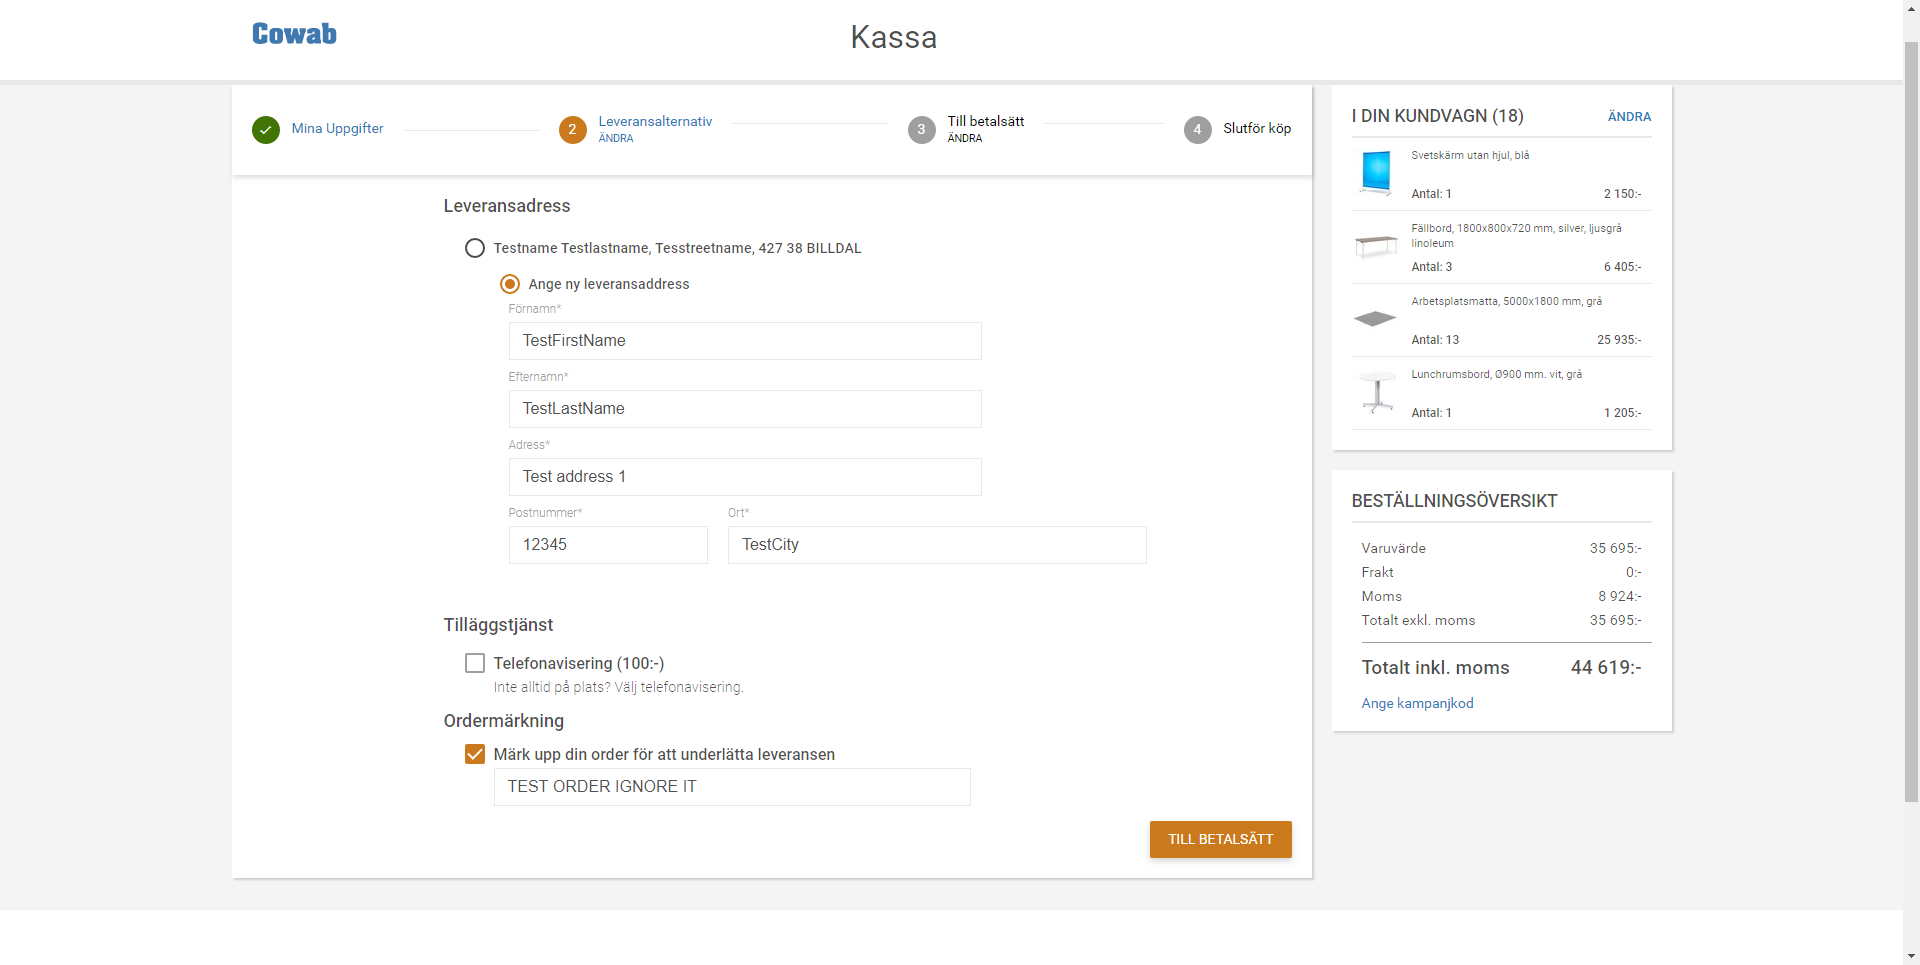 Cowab
Kassa
Mina Uppgifter
2
Leveransalternativ
ÄNDRA
3
Till betalsätt
ÄNDRA
4
Slutför köp
Leveransadress
Testname Testlastname, Tesstreetname, 427 38 BILLDAL
Ange ny leveransaddress
Förnamn*
TestFirstName
Efternamn*
TestLastName
Adress*
Test address 1
Postnummer* Ort*
12345 TestCity
Tilläggstjänst
Telefonavisering (100:-)
Inte alltid på plats? Välj telefonavisering.
Ordermärkning
Märk upp din order för att underlätta leveransen
TEST ORDER IGNORE IT
TILL BETALSÄTT
I DIN KUNDVAGN (18) ÄNDRA
Svetskärm utan hjul, blå
Antal: 1 2 150:-
Fällbord, 1800x800x720 mm, silver, ljusgrå
linoleum
Antal: 3 6 405:-
Arbetsplatsmatta, 5000x1800 mm, grå
Antal: 13 25 935:-
Lunchrumsbord, Ø900 mm. vit, grå
Antal: 1 1 205:-
BESTÄLLNINGSÖVERSIKT
Varuvärde 35 695:-
Frakt 0:-
Moms 8 924:-
Totalt exkl. moms 35 695:-
Totalt inkl. moms 44 619:-
Ange kampanjkod